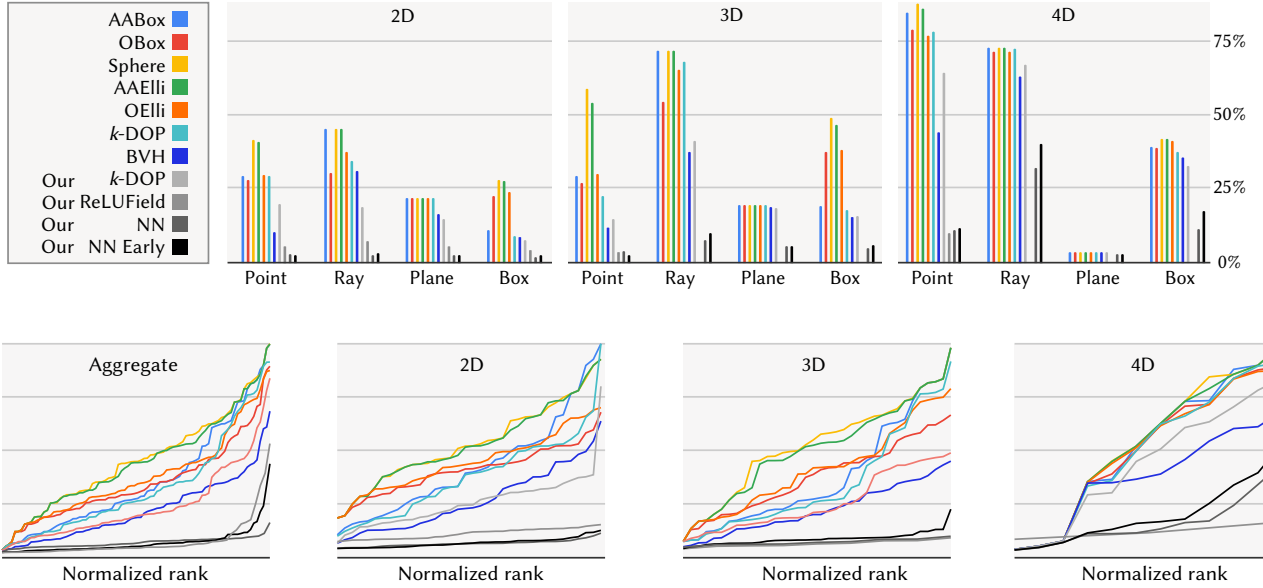 AABox
OBox
Sphere
AAElli
OElli
k-DOP
BVH
Our k-DOP
Our ReLUField
Our NN
Our NN Early
2D
3D
4D
75%
50%
25%
0%
Point Ray Plane Box
Point Ray Plane Box
Point Ray Plane Box
Aggregate
2D
3D
4D
Normalized rank
Normalized rank
Normalized rank
Normalized rank